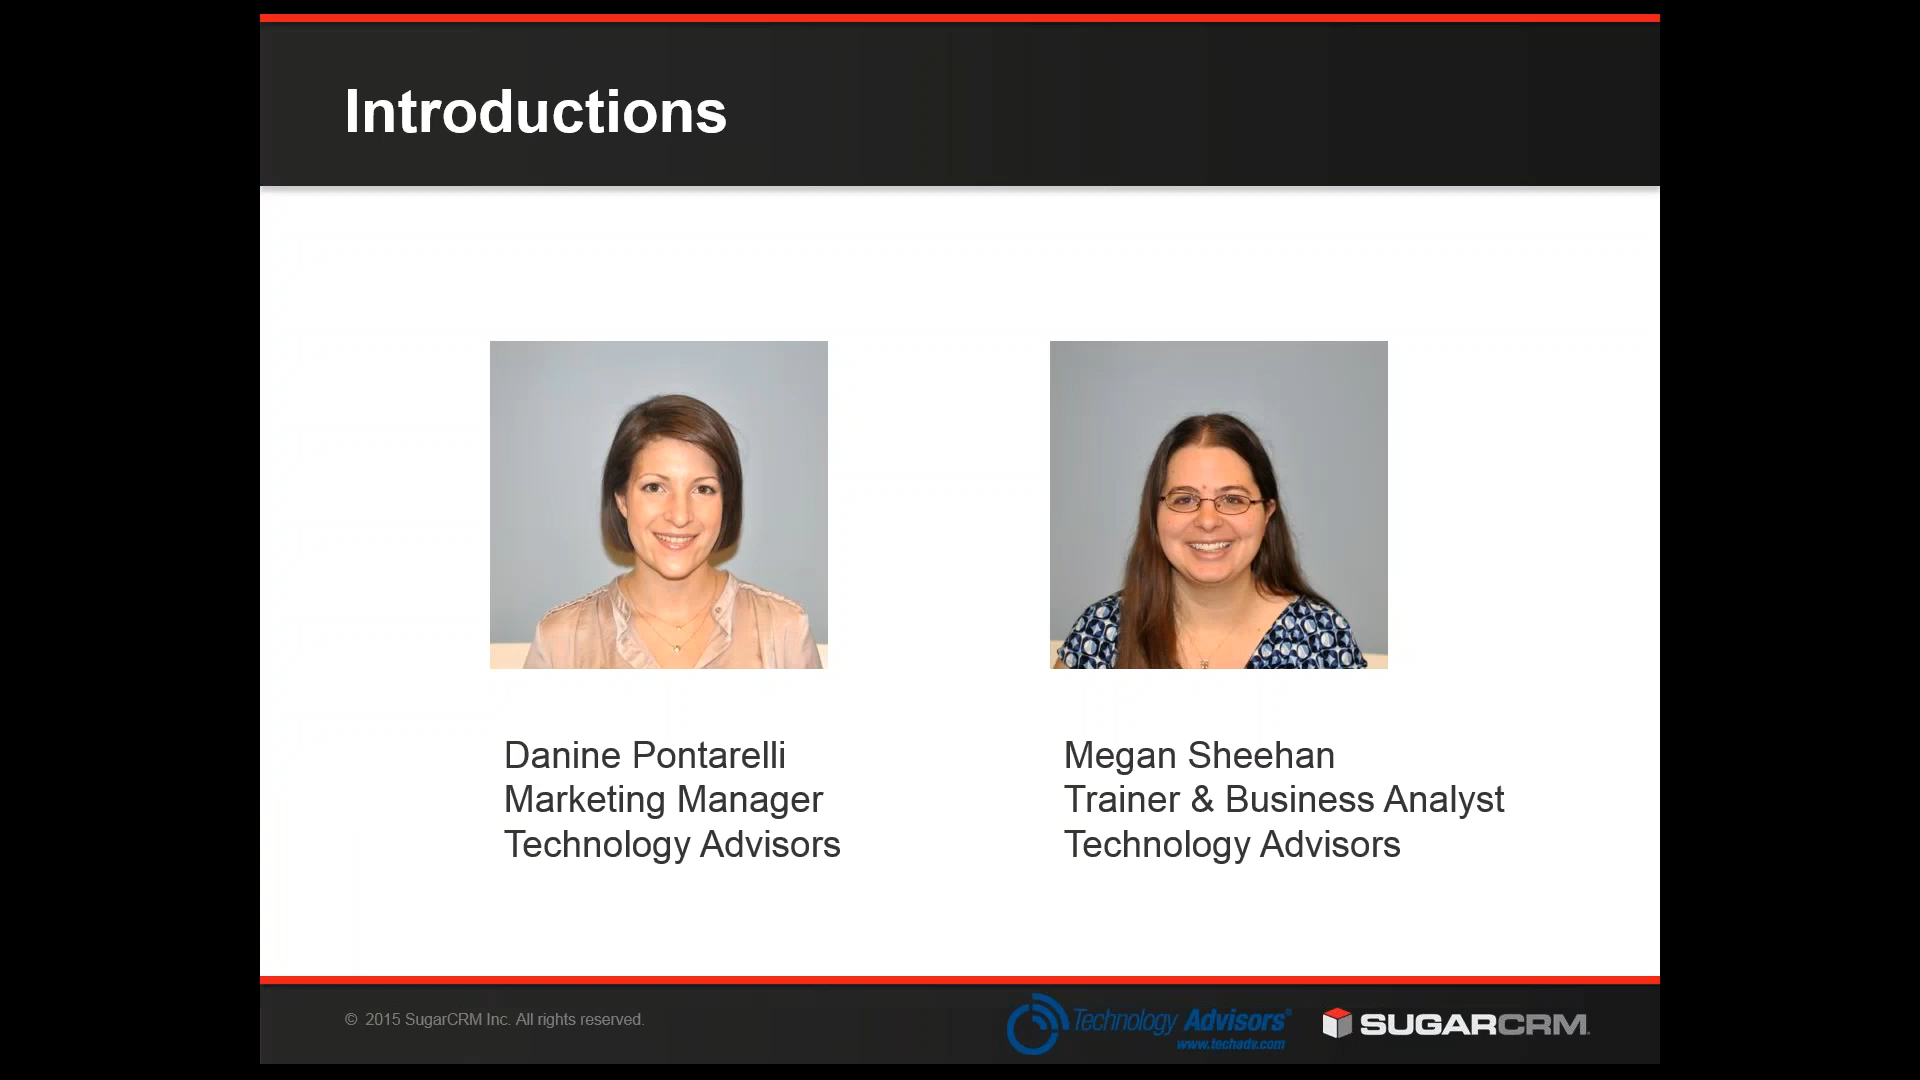 Introductions
Danine Pontarelli
Marketing Manager
Technology Advisors
Megan Sheehan
Trainer & Business Analyst
Technology Advisors
© 2015 SugarCRM Inc. All rights reserved.
Technology Advisors®
www.techadv.com
SUGARCRM